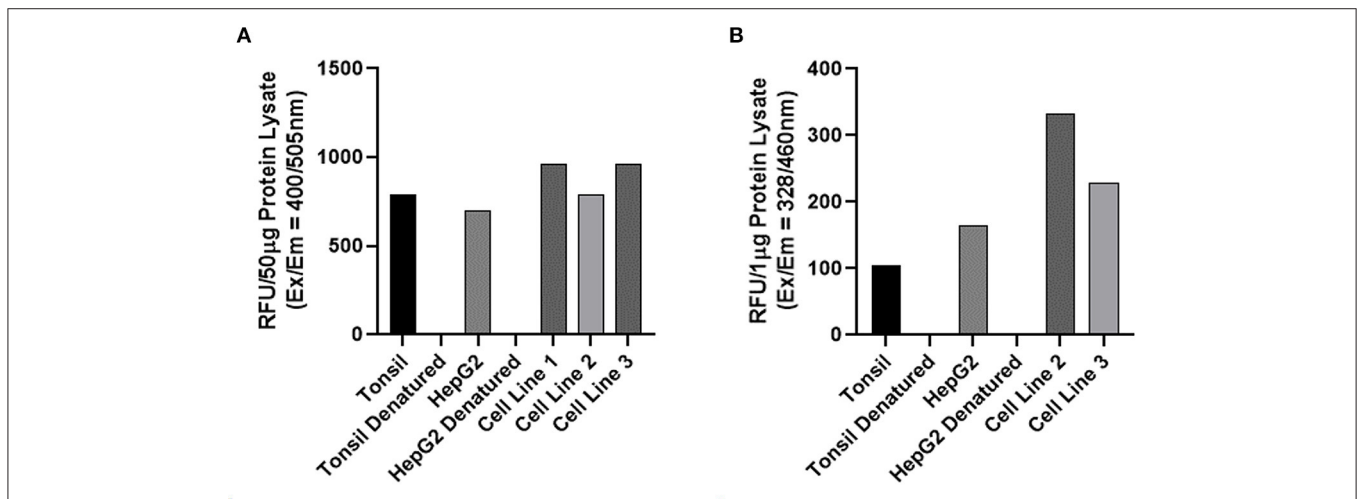 A
RFU/50µg Protein Lysate
(Ex/Em = 400/505nm)
1500
1000
500
0
Tonsil
Tonsil Denatured
HepG2
HepG2 Denatured
Cell Line 1
Cell Line 2
Cell Line 3
B
RFU/1µg Protein Lysate
(Ex/Em = 328/460nm)
400
300
200
100
0
Tonsil
Tonsil Denatured
HepG2
HepG2 Denatured
Cell Line 2
Cell Line 3